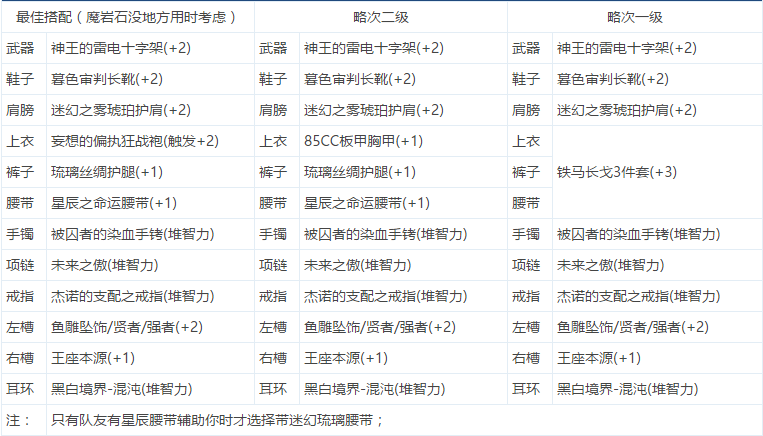 最佳搭配（魔岩石没地方用时考虑） 略次二级 略次一级
武器 神王的雷电十字架(+2) 武器 神王的雷电十字架(+2) 武器 神王的雷电十字架(+2)
鞋子 暮色审判长靴(+2) 鞋子 暮色审判长靴(+2) 鞋子 暮色审判长靴(+2)
肩膀 迷幻之雾琥珀护肩(+2) 肩膀 迷幻之雾琥珀护肩(+2) 肩膀 迷幻之雾琥珀护肩(+2)
上衣 妄想的偏执狂战袍(触发+2) 上衣 85CC板甲胸甲(+1) 上衣
裤子 琉璃丝绸护腿(+1) 裤子 琉璃丝绸护腿(+1) 裤子 铁马长戈3件套(+3)
腰带 星辰之命运腰带(+1) 腰带 星辰之命运腰带(+1) 腰带
手镯 被囚者的染血手铐(堆智力) 手镯 被囚者的染血手铐(堆智力) 手镯 被囚者的染血手铐(堆智力)
项链 未来之傲(堆智力) 项链 未来之傲(堆智力) 项链 未来之傲(堆智力)
戒指 杰诺的支配之戒指(堆智力) 戒指 杰诺的支配之戒指(堆智力) 戒指 杰诺的支配之戒指(堆智力)
左槽 鱼雕坠饰/贤者/强者(+2) 左槽 鱼雕坠饰/贤者/强者(+2) 左槽 鱼雕坠饰/贤者/强者(+2)
右槽 王座本源(+1) 右槽 王座本源(+1) 右槽 王座本源(+1)
耳环 黑白境界-混沌(堆智力) 耳环 黑白境界-混沌(堆智力) 耳环 黑白境界-混沌(堆智力)
注： 只有队友有星辰腰带辅助你时才选择带迷幻琉璃腰带；